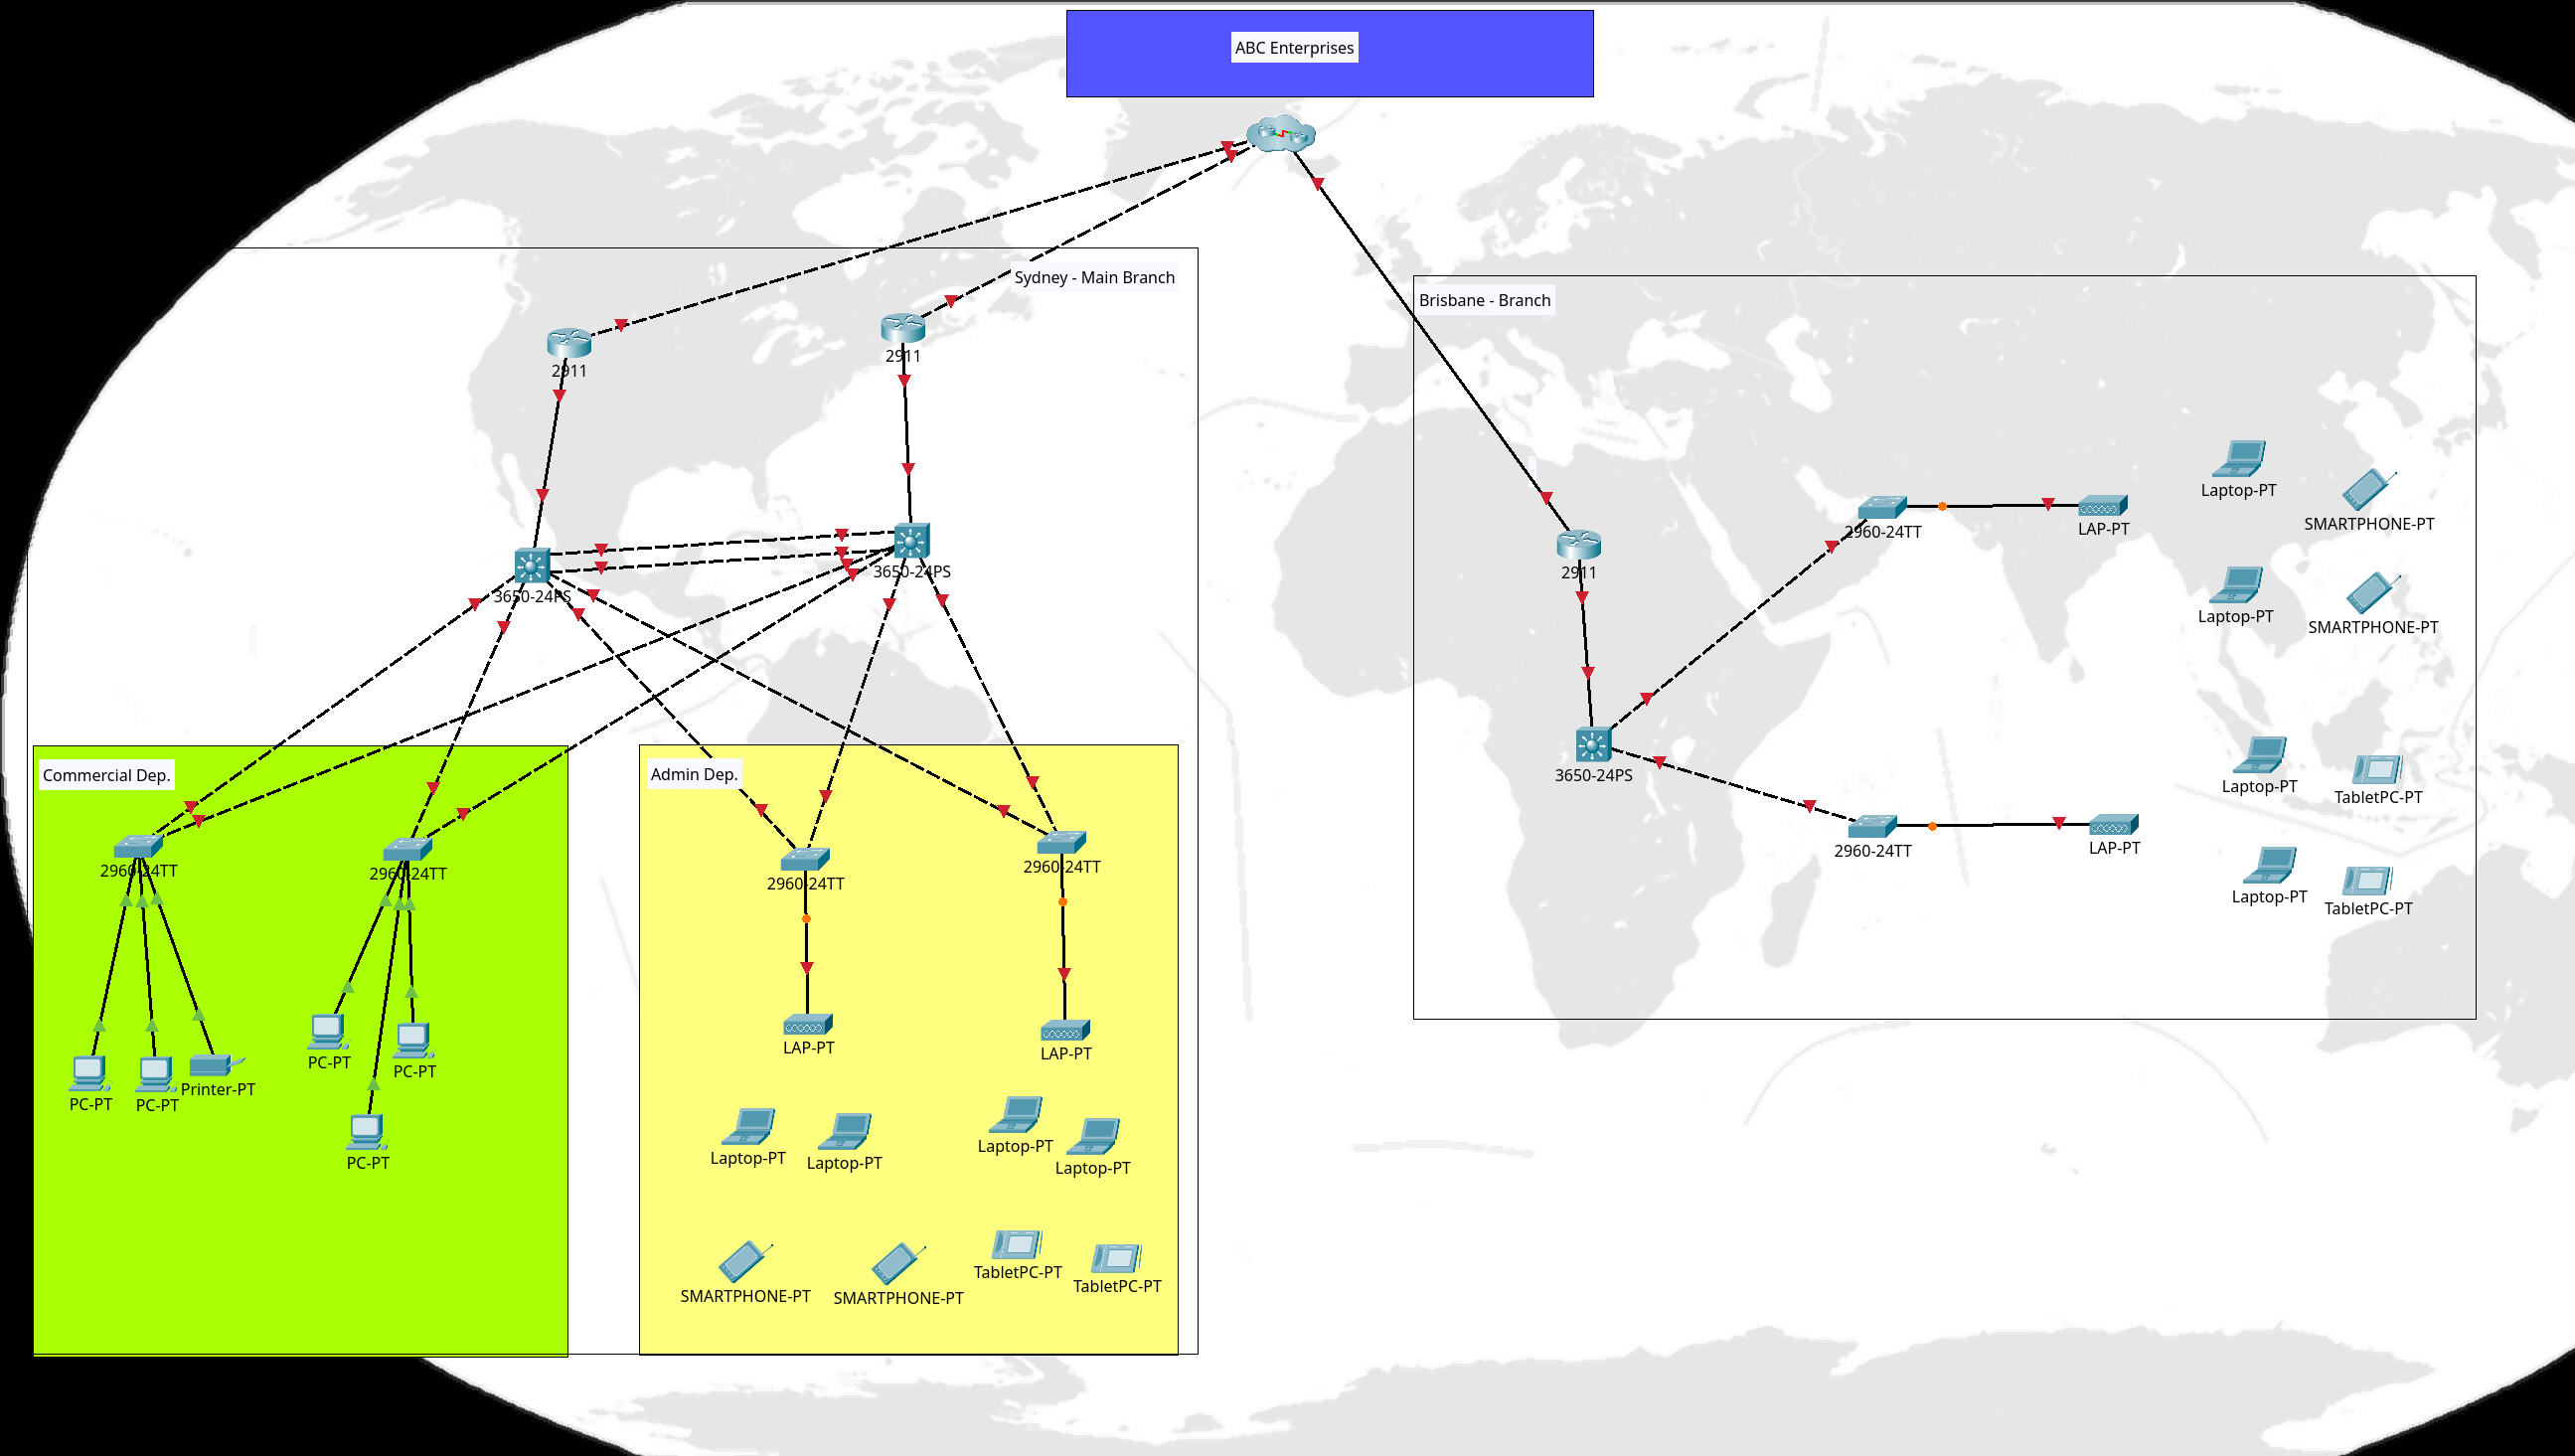 ABC Enterprises
Sydney - Main Branch
2911
2911
3650-24PS
3650-24PS
Commercial Dep.
2960-24TT
2960-24TT
PC-PT
PC-PT
Printer-PT
PC-PT
PC-PT
PC-PT
Admin Dep.
2960-24TT
2960-24TT
LAP-PT
LAP-PT
Laptop-PT
Laptop-PT
Laptop-PT
Laptop-PT
SMARTPHONE-PT
SMARTPHONE-PT
TabletPC-PT
TabletPC-PT
Brisbane - Branch
2911
3650-24PS
2960-24TT
LAP-PT
2960-24TT
LAP-PT
Laptop-PT
SMARTPHONE-PT
Laptop-PT
SMARTPHONE-PT
Laptop-PT
TabletPC-PT
Laptop-PT
TabletPC-PT